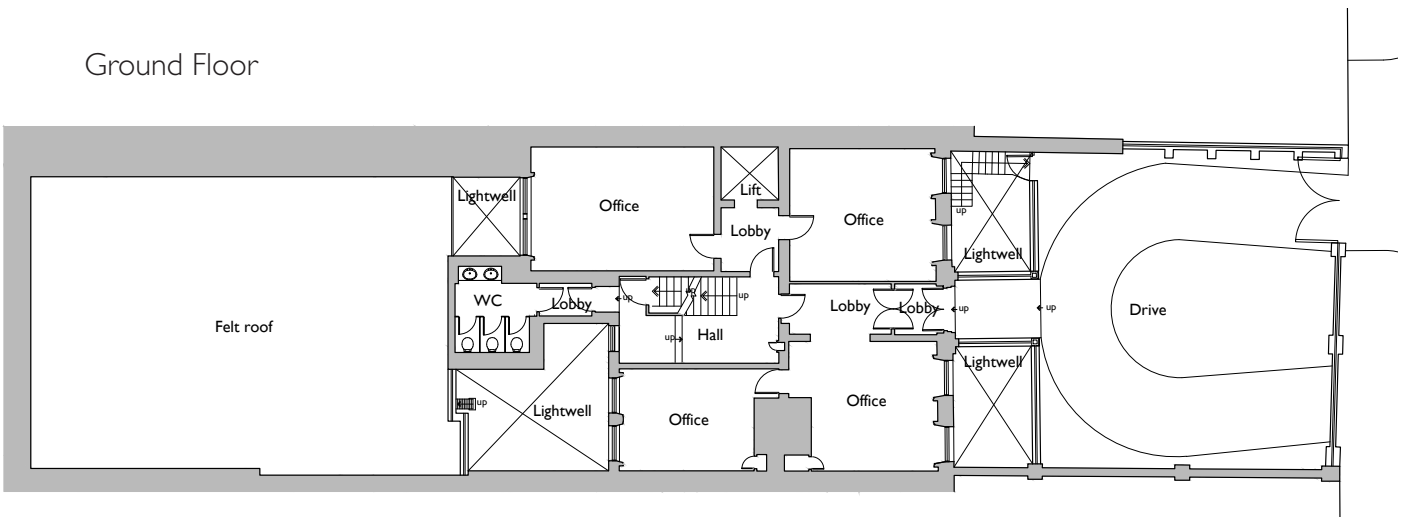 Ground Floor
Lightwell
Office
Lift
Lobby
Office
up
Lightwell
WC
Lobby
up
up
up
Lobby
Lobby
up
up
Drive
Felt roof
up
Hall
Lightwell
up
Lightwell
Office
Office